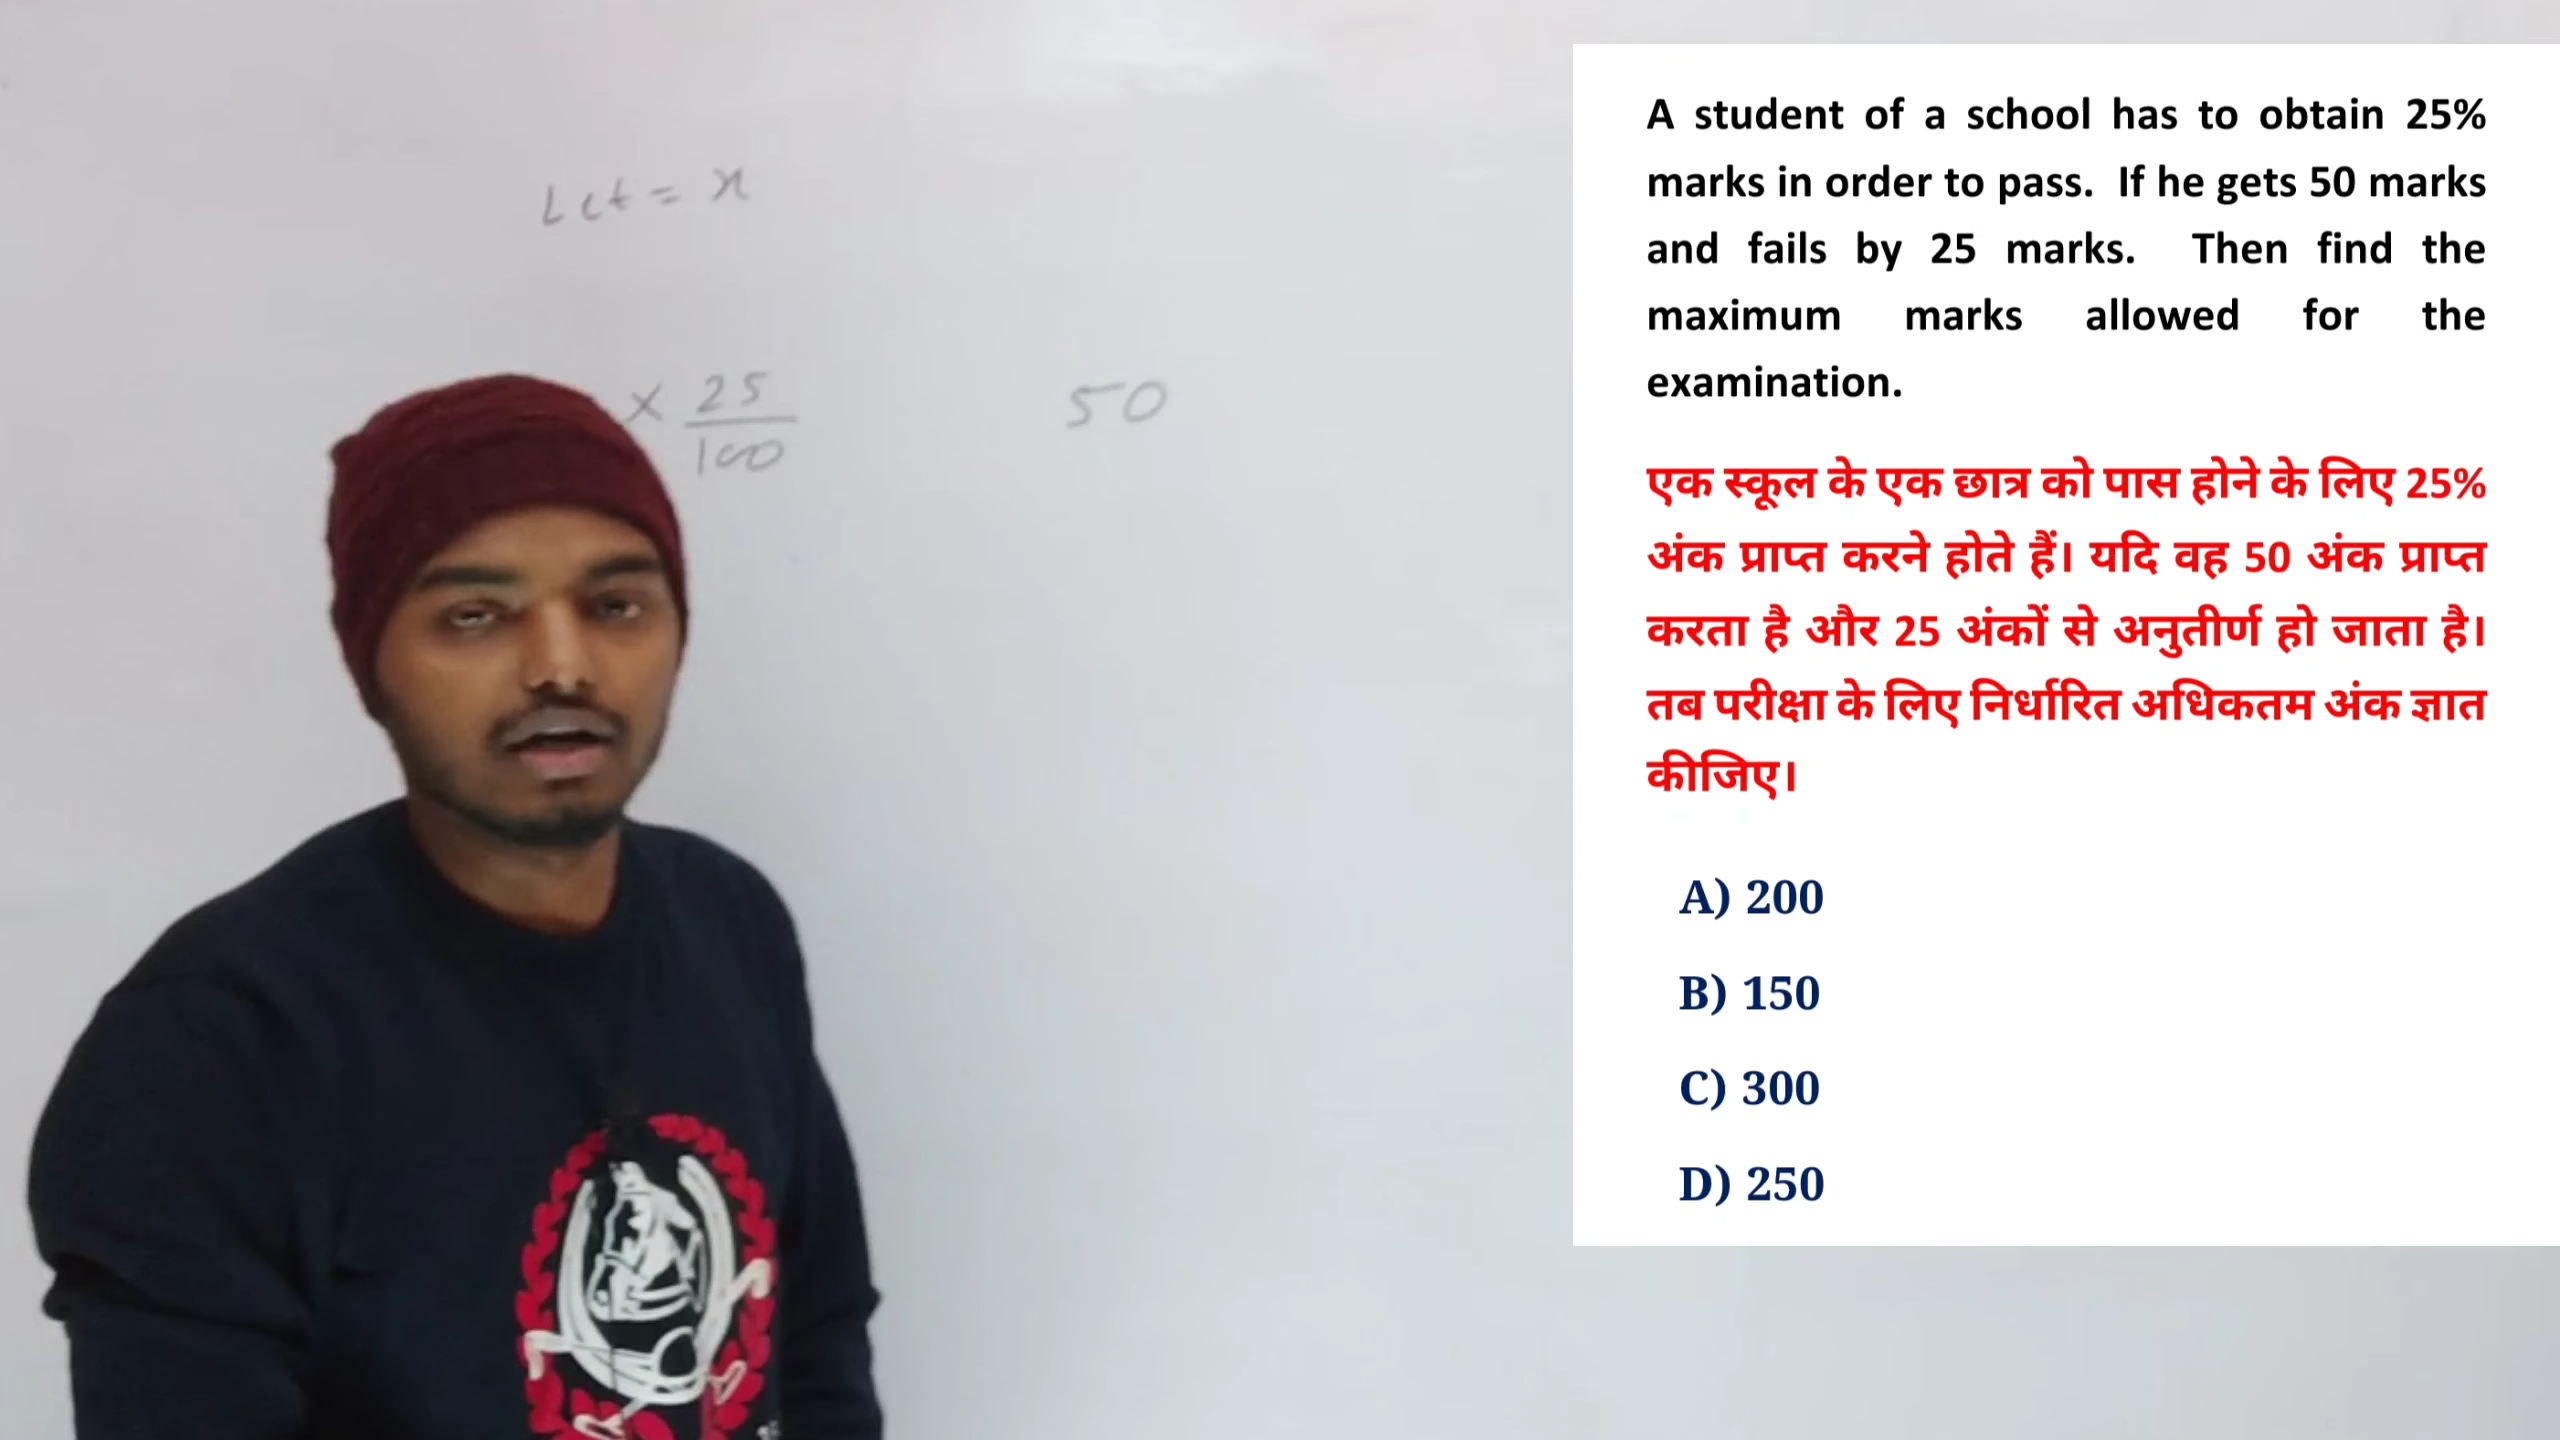 Let = x
× 25
100
50
A student of a school has to obtain 25%
marks in order to pass. If he gets 50 marks
and fails by 25 marks. Then find the
maximum marks allowed for the
examination.
एक स्कूल के एक छात्र को पास होने के लिए 25%
अंक प्राप्त करने होते हैं। यदि वह 50 अंक प्राप्त
करता है और 25 अंकों से अनुतीर्ण हो जाता है।
तब परीक्षा के लिए निर्धारित अधिकतम अंक ज्ञात
कीजिए।
A) 200
B) 150
C) 300
D) 250